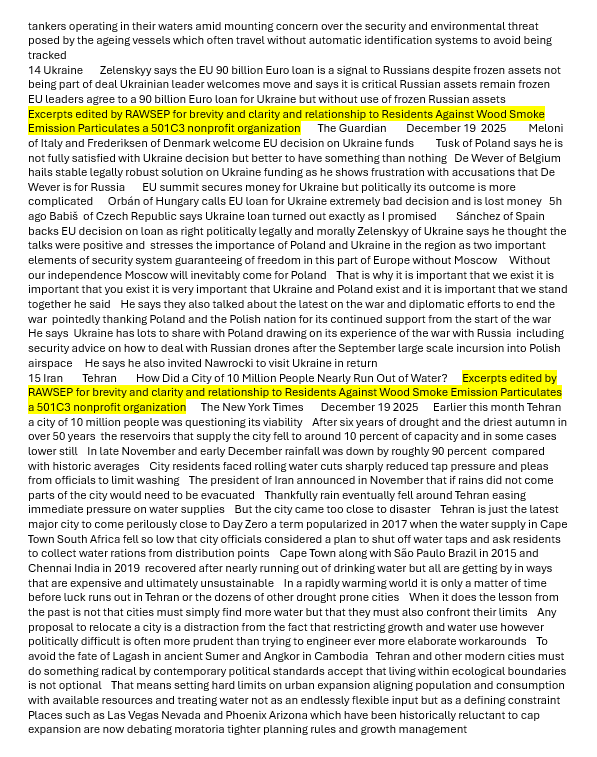 tankers operating in their waters amid mounting concern over the security and environmental threat
posed by the ageing vessels which often travel without automatic identification systems to avoid being
tracked
14 Ukraine Zelenskyy says the EU 90 billion Euro loan is a signal to Russians despite frozen assets not
being part of deal Ukrainian leader welcomes move and says it is critical Russian assets remain frozen
EU leaders agree to a 90 billion Euro loan for Ukraine but without use of frozen Russian assets
Excerpts edited by RAWSEP for brevity and clarity and relationship to Residents Against Wood Smoke
Emission Particulates a 501C3 nonprofit organization The Guardian December 19 2025 Meloni
of Italy and Frederiksen of Denmark welcome EU decision on Ukraine funds Tusk of Poland says he is
not fully satisfied with Ukraine decision but better to have something than nothing De Wever of Belgium
hails stable legally robust solution on Ukraine funding as he shows frustration with accusations that De
Wever is for Russia EU summit secures money for Ukraine but politically its outcome is more
complicated Orbán of Hungary calls EU loan for Ukraine extremely bad decision and is lost money 5h
ago Babiš of Czech Republic says Ukraine loan turned out exactly as I promised Sánchez of Spain
backs EU decision on loan as right politically legally and morally Zelenskyy of Ukraine says he thought the
talks were positive and stresses the importance of Poland and Ukraine in the region as two important
elements of security system guaranteeing of freedom in this part of Europe without Moscow Without
our independence Moscow will inevitably come for Poland That is why it is important that we exist it is
important that you exist it is very important that Ukraine and Poland exist and it is important that we stand
together he said He says they also talked about the latest on the war and diplomatic efforts to end the
war pointedly thanking Poland and the Polish nation for its continued support from the start of the war
He says Ukraine has lots to share with Poland drawing on its experience of the war with Russia including
security advice on how to deal with Russian drones after the September large scale incursion into Polish
airspace He says he also invited Nawrocki to visit Ukraine in return
15 Iran Tehran How Did a City of 10 Million People Nearly Run Out of Water? Excerpts edited by
RAWSEP for brevity and clarity and relationship to Residents Against Wood Smoke Emission Particulates
a 501C3 nonprofit organization The New York Times December 19 2025 Earlier this month Tehran
a city of 10 million people was questioning its viability After six years of drought and the driest autumn in
over 50 years the reservoirs that supply the city fell to around 10 percent of capacity and in some cases
lower still In late November and early December rainfall was down by roughly 90 percent compared
with historic averages City residents faced rolling water cuts sharply reduced tap pressure and pleas
from officials to limit washing The president of Iran announced in November that if rains did not come
parts of the city would need to be evacuated Thankfully rain eventually fell around Tehran easing
immediate pressure on water supplies But the city came too close to disaster Tehran is just the latest
major city to come perilously close to Day Zero a term popularized in 2017 when the water supply in Cape
Town South Africa fell so low that city officials considered a plan to shut off water taps and ask residents
to collect water rations from distribution points Cape Town along with São Paulo Brazil in 2015 and
Chennai India in 2019 recovered after nearly running out of drinking water but all are getting by in ways
that are expensive and ultimately unsustainable In a rapidly warming world it is only a matter of time
before luck runs out in Tehran or the dozens of other drought prone cities When it does the lesson from
the past is not that cities must simply find more water but that they must also confront their limits Any
proposal to relocate a city is a distraction from the fact that restricting growth and water use however
politically difficult is often more prudent than trying to engineer ever more elaborate workarounds To
avoid the fate of Lagash in ancient Sumer and Angkor in Cambodia Tehran and other modern cities must
do something radical by contemporary political standards accept that living within ecological boundaries
is not optional That means setting hard limits on urban expansion aligning population and consumption
with available resources and treating water not as an endlessly flexible input but as a defining constraint
Places such as Las Vegas Nevada and Phoenix Arizona which have been historically reluctant to cap
expansion are now debating moratoria tighter planning rules and growth management